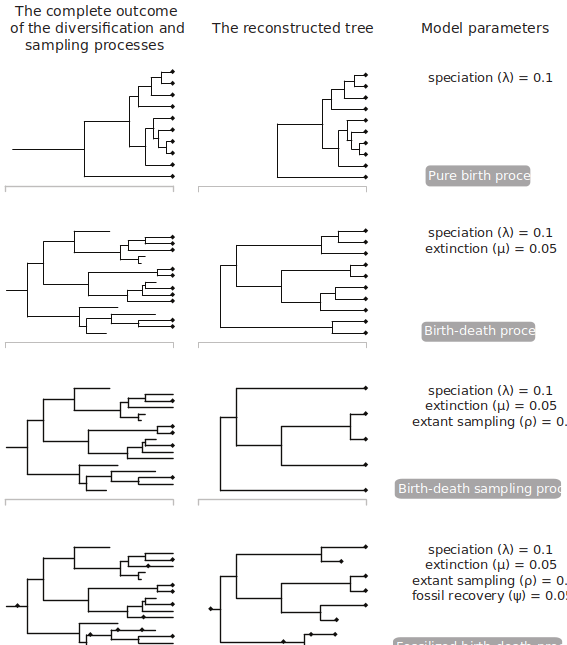 The complete outcome
of the diversification and
sampling processes
The reconstructed tree
Model parameters
speciation (λ) = 0.1
Pure birth proce
speciation (λ) = 0.1
extinction (μ) = 0.05
Birth-death proce
speciation (λ) = 0.1
extinction (μ) = 0.05
extant sampling (ρ) = 0.
Birth-death sampling proc
speciation (λ) = 0.1
extinction (μ) = 0.05
extant sampling (ρ) = 0.
fossil recovery (ψ) = 0.05